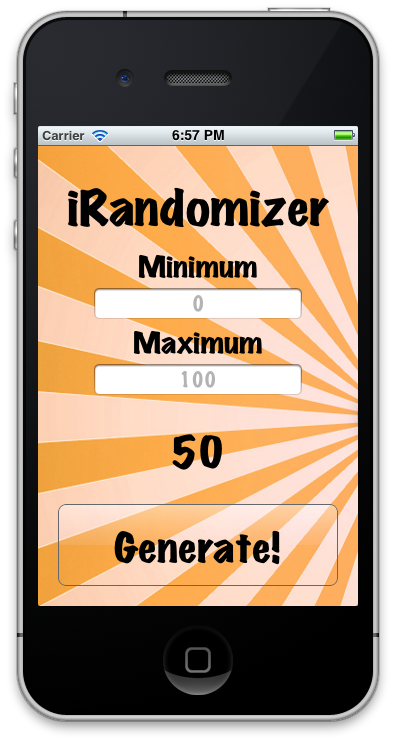 Carrier 6:57 PM
iRandomizer
Minimum
0
Maximum
100
50
Generate!